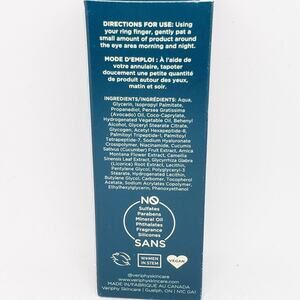 DIRECTIONS FOR USE: Using
your ring finger, gently pat a
small amount of product around
the eye area morning and night.
MODE D'EMPLOI : À l'aide de
votre annulaire, tapoter
doucement une petite quantité
de produit autour des yeux,
matin et soir.
INGREDIENTS/INGRÉDIENTS: Aqua,
Glycerin, Isopropyl Palmitate,
Propanediol, Persea Gratissima
(Avocado) Oil, Coco-Caprylate,
Hydrogenated Vegetable Oil, Behenyl
Alcohol, Glyceryl Stearate Citrate,
Glycogen, Acetyl Hexapeptide-8,
Palmitoyl Tripeptide-1, Palmitoyl
Tetrapeptide-7, Sodium Hyaluronate
Crosspolymer, Niacinamide, Cucumis
Sativus (Cucumber) Fruit Extract, Arnica
Montana Flower Extract, Camellia
Sinensis Leaf Extract, Glycyrrhiza Glabra
(Licorice) Root Extract, Lecithin,
Pentylene Glycol, Polyglyceryl-3
Stearate, Hydrogenated Lecithin,
Butylene Glycol, Carbomer, Tocopheryl
Acetate, Sodium Acrylates Copolymer,
Ethylhexylglycerin, Phenoxyethanol
NO
Sulfates
Parabens
Mineral Oil
Phthalates
Fragrance
Silicones
SANS
WOMEN
IN STEM
VEGAN
@veriphyskincare
www.veriphyskincare.com
MADE IN/FABRIQUÉ AU CANADA
Veriphy Skincare | Guelph, ON | N1C 0A1